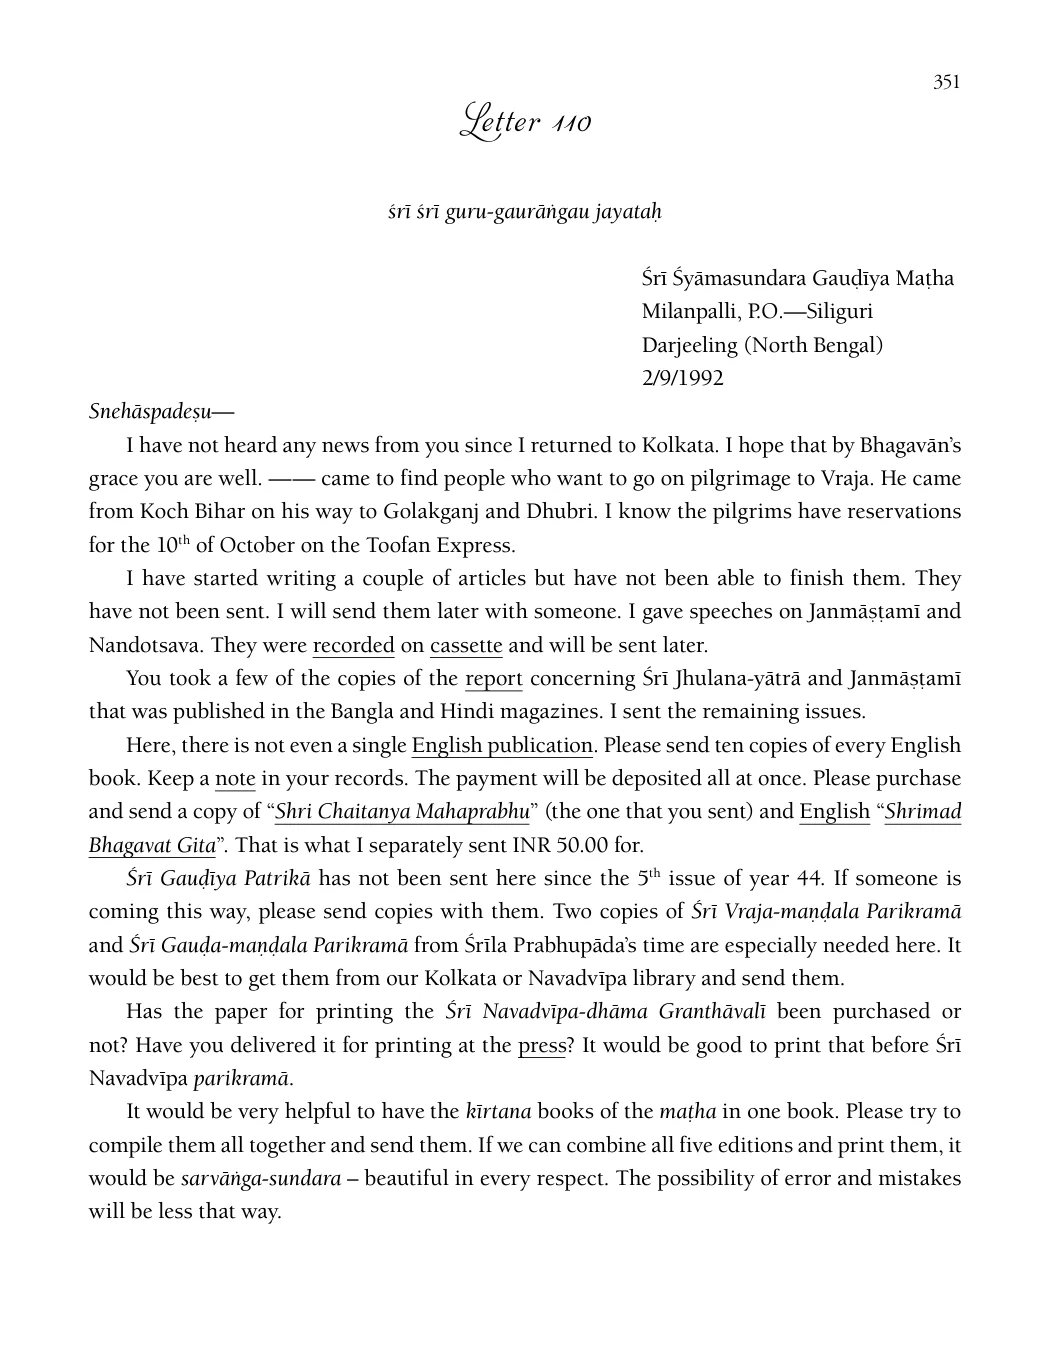 351
Letter 110
śrī śrī guru-gaurāṅgau jayataḥ
Śrī Śyāmasundara Gauḍīya Maṭha
Milanpalli, P.O.—Siliguri
Darjeeling (North Bengal)
2/9/1992
Snehāspadeṣu—
I have not heard any news from you since I returned to Kolkata. I hope that by Bhagavān’s
grace you are well. —— came to find people who want to go on pilgrimage to Vraja. He came
from Koch Bihar on his way to Golakganj and Dhubri. I know the pilgrims have reservations
for the 10th of October on the Toofan Express.
I have started writing a couple of articles but have not been able to finish them. They
have not been sent. I will send them later with someone. I gave speeches on Janmāṣṭamī and
Nandotsava. They were recorded on cassette and will be sent later.
You took a few of the copies of the report concerning Śrī Jhulana-yātrā and Janmāṣṭamī
that was published in the Bangla and Hindi magazines. I sent the remaining issues.
Here, there is not even a single English publication. Please send ten copies of every English
book. Keep a note in your records. The payment will be deposited all at once. Please purchase
and send a copy of “Shri Chaitanya Mahaprabhu” (the one that you sent) and English “Shrimad
Bhagavat Gita”. That is what I separately sent INR 50.00 for.
Śrī Gauḍīya Patrikā has not been sent here since the 5th issue of year 44. If someone is
coming this way, please send copies with them. Two copies of Śrī Vraja-maṇḍala Parikramā
and Śrī Gauḍa-maṇḍala Parikramā from Śrīla Prabhupāda’s time are especially needed here. It
would be best to get them from our Kolkata or Navadvīpa library and send them.
Has the paper for printing the Śrī Navadvīpa-dhāma Granthāvalī been purchased or
not? Have you delivered it for printing at the press? It would be good to print that before Śrī
Navadvīpa parikramā.
It would be very helpful to have the kīrtana books of the maṭha in one book. Please try to
compile them all together and send them. If we can combine all five editions and print them, it
would be sarvāṅga-sundara – beautiful in every respect. The possibility of error and mistakes
will be less that way.